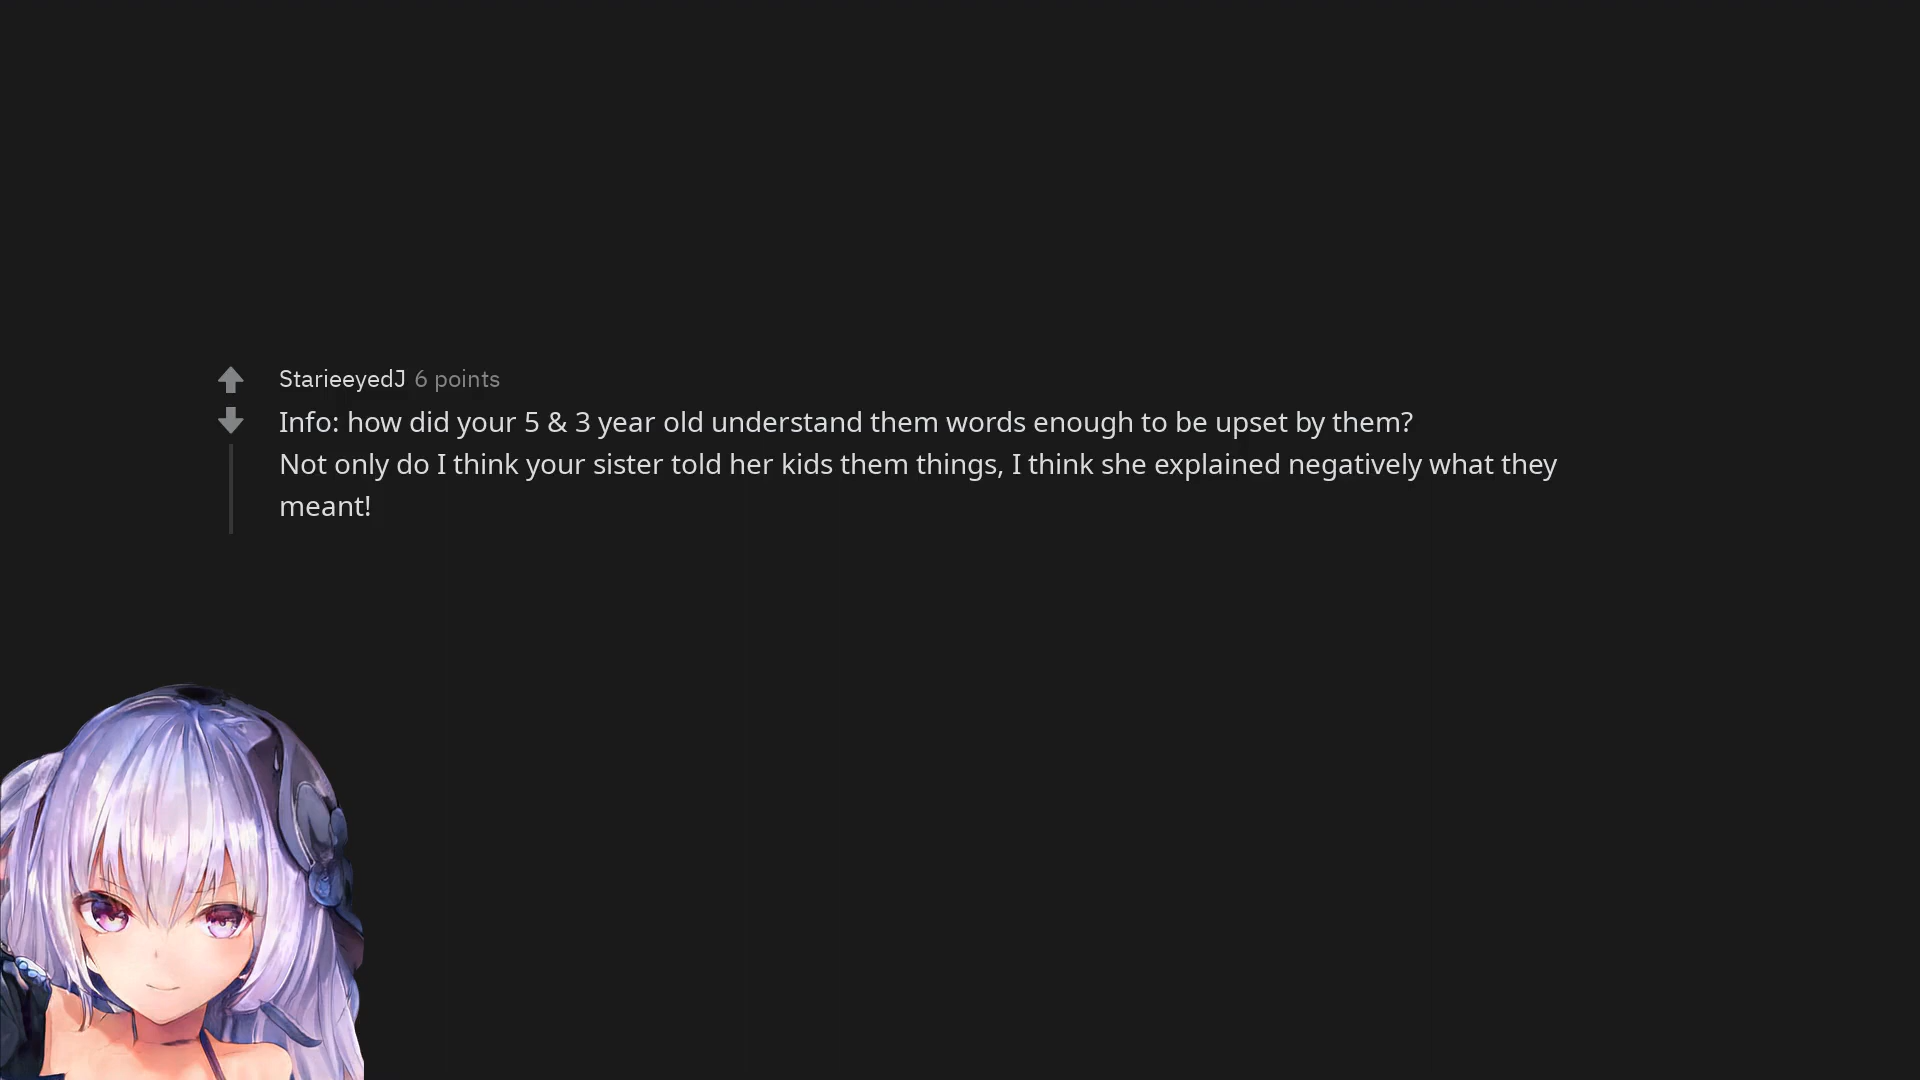 StarieeyedJ 6 points
Info: how did your 5 & 3 year old understand them words enough to be upset by them?
Not only do I think your sister told her kids them things, I think she explained negatively what they
meant!